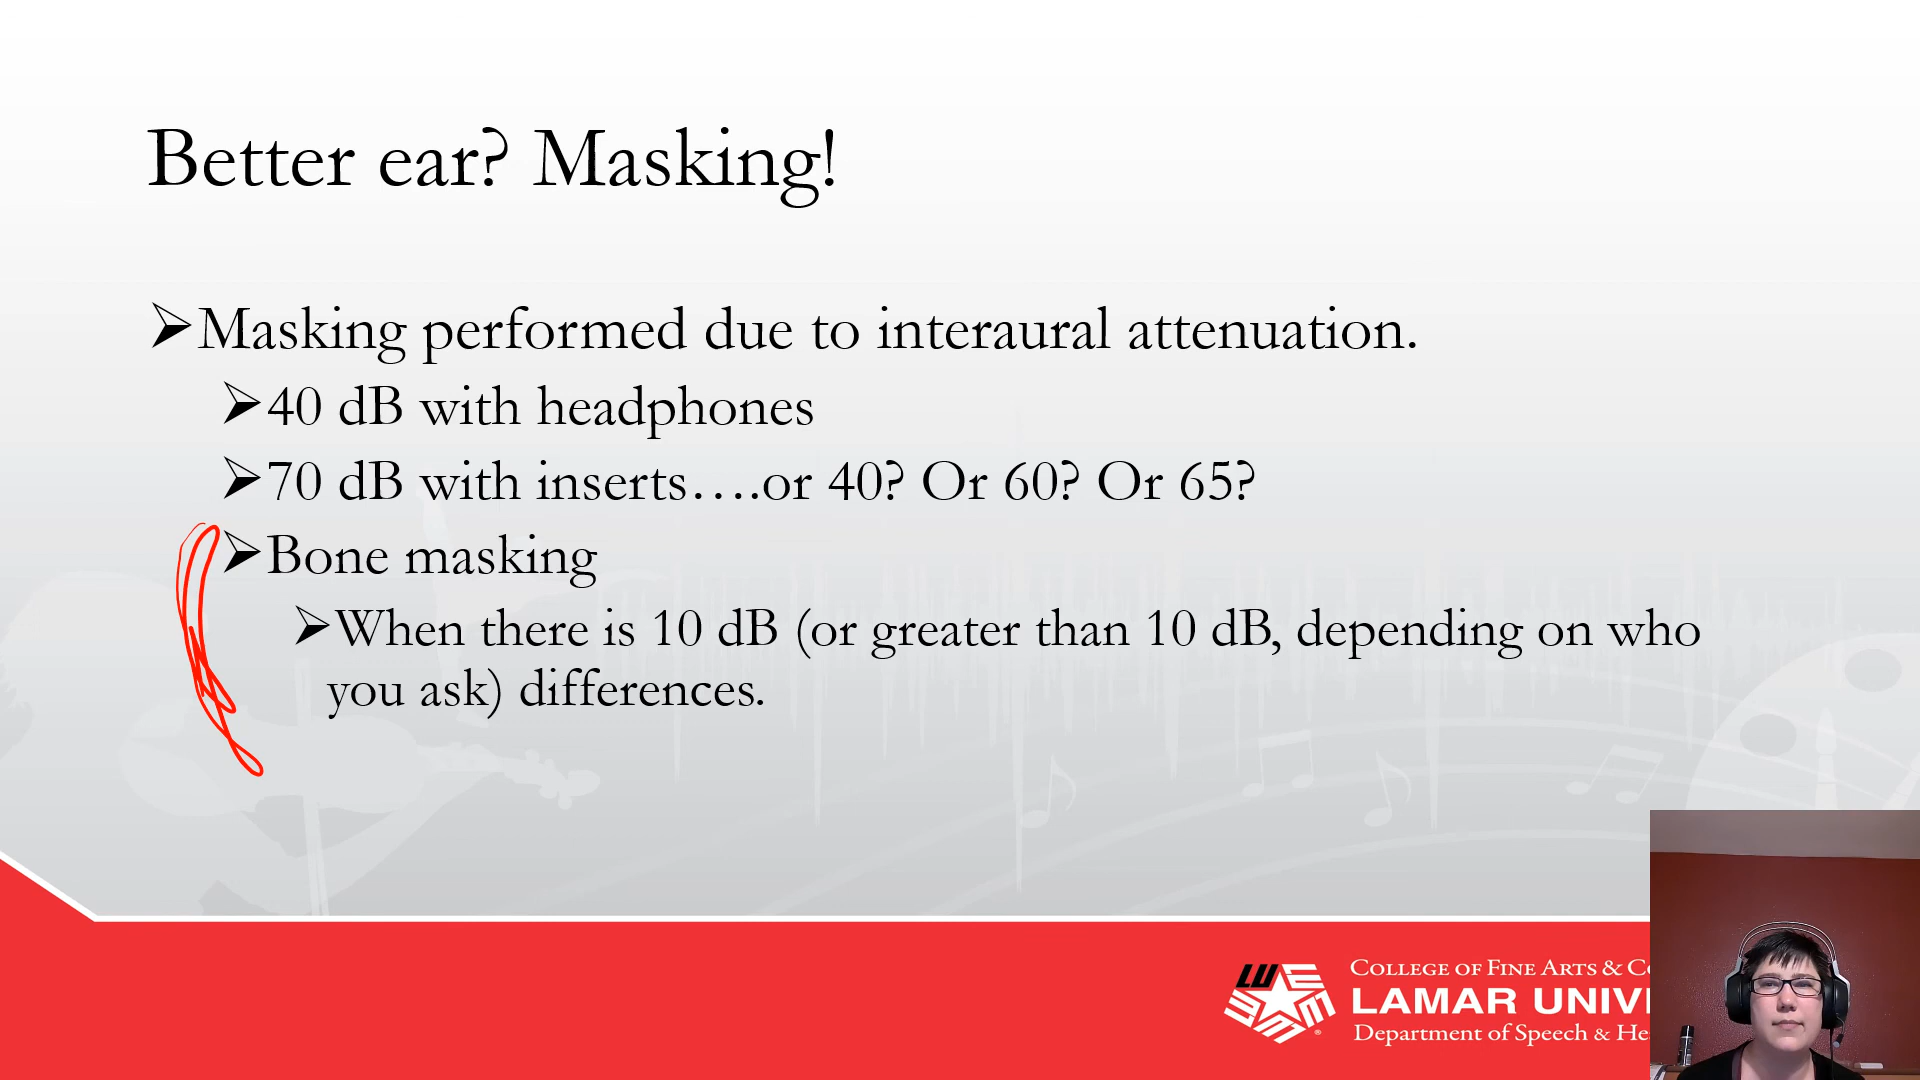 Better ear? Masking!
➢Masking performed due to interaural attenuation.
➢40 dB with headphones
➢70 dB with inserts….or 40? Or 60? Or 65?
➢Bone masking
➢When there is 10 dB (or greater than 10 dB, depending on who
you ask) differences.
COLLEGE OF FINE ARTS &
LAMAR
Department of Speech &